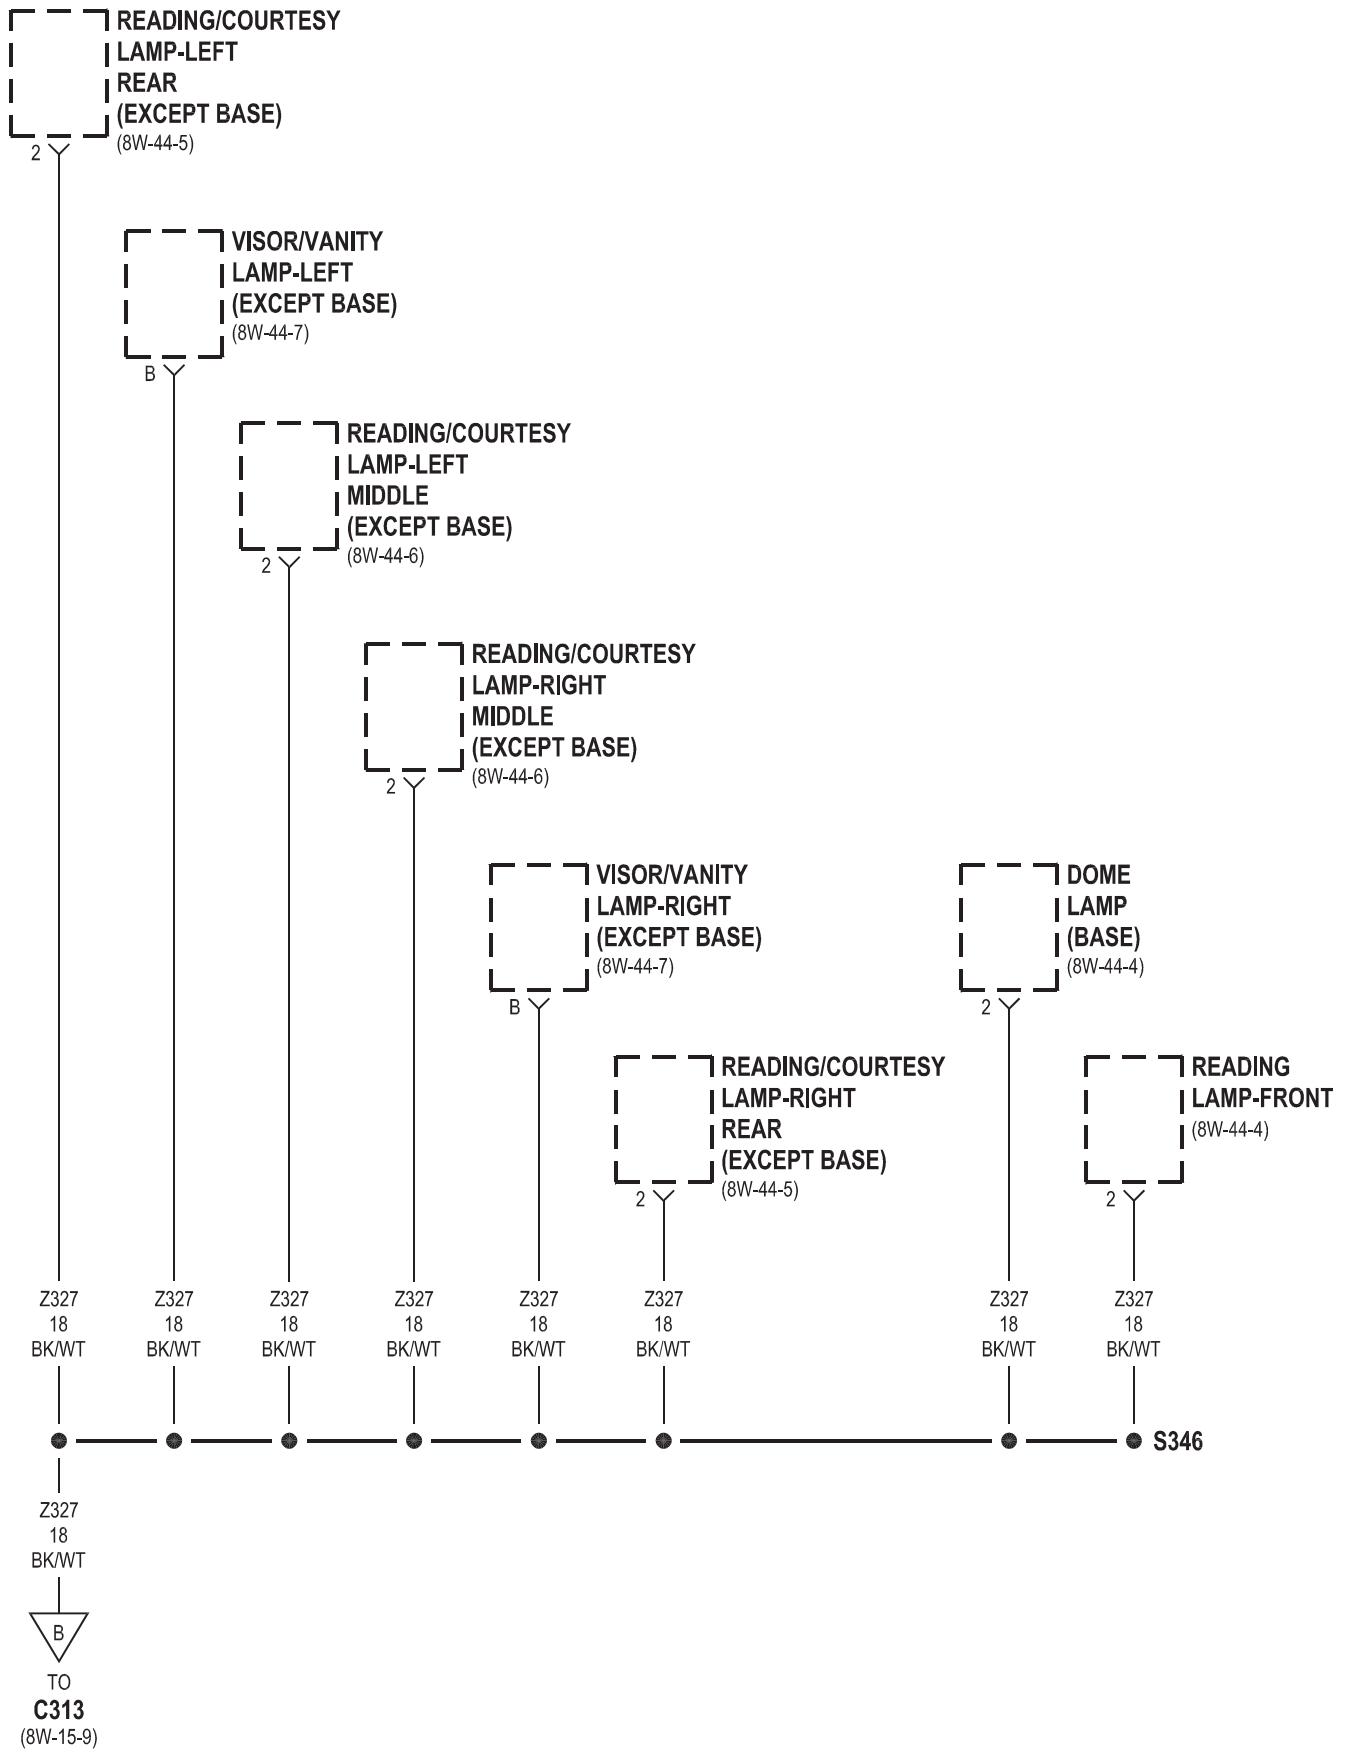 READING/COURTESY
LAMP-LEFT
REAR
(EXCEPT BASE)
(8W-44-5)
2
VISOR/VANITY
LAMP-LEFT
(EXCEPT BASE)
(8W-44-7)
B
READING/COURTESY
LAMP-LEFT
MIDDLE
(EXCEPT BASE)
(8W-44-6)
2
READING/COURTESY
LAMP-RIGHT
MIDDLE
(EXCEPT BASE)
(8W-44-6)
2
VISOR/VANITY
LAMP-RIGHT
(EXCEPT BASE)
(8W-44-7)
B
DOME
LAMP
(BASE)
(8W-44-4)
2
READING/COURTESY
LAMP-RIGHT
REAR
(EXCEPT BASE)
(8W-44-5)
2
READING
LAMP-FRONT
(8W-44-4)
2
Z327 Z327 Z327 Z327 Z327 Z327 Z327 Z327
18 18 18 18 18 18 18 18
BK/WT BK/WT BK/WT BK/WT BK/WT BK/WT BK/WT BK/WT
S346
Z327
18
BK/WT
B
TO
C313
(8W-15-9)